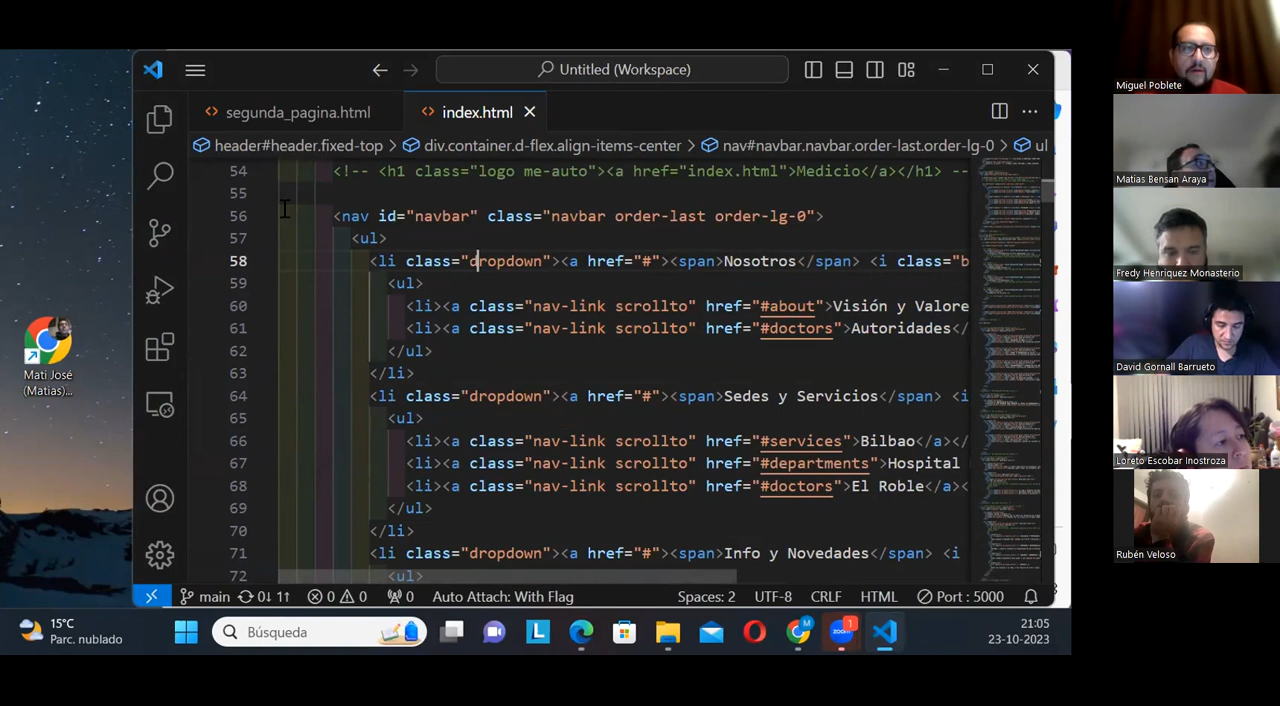 Untitled (Workspace)
segunda_pagina.html
index.html
header#header.fixed-top > div.container.d-flex.align-items-center > nav#navbar.navbar.order-last.order-lg-0 > ul
54 <!-- <h1 class="logo me-auto"><a href="index.html">Medicio</a></h1> --
55
56 <nav id="navbar" class="navbar order-last order-lg-0">
57 <ul>
58 <li class="dropdown"><a href="#"><span>Nosotros</span> <i class="b
59 <ul>
60 <li><a class="nav-link scrollto" href="#about">Visión y Valore
61 <li><a class="nav-link scrollto" href="#doctors">Autoridades</
62 </ul>
63 </li>
64 <li class="dropdown"><a href="#"><span>Sedes y Servicios</span> <i
65 <ul>
66 <li><a class="nav-link scrollto" href="#services">Bilbao</a></
67 <li><a class="nav-link scrollto" href="#departments">Hospital
68 <li><a class="nav-link scrollto" href="#doctors">El Roble</a><
69 </ul>
70 </li>
71 <li class="dropdown"><a href="#"><span>Info y Novedades</span> <i
72 <ul>
main 0↓ 1↑ 0 0 0 Auto Attach: With Flag Spaces: 2 UTF-8 CRLF HTML Port : 5000
Mati José
(Matias)...
15°C
Parc. nublado
Búsqueda
L
M
zoom
1
21:05
23-10-2023
Miguel Poblete
Matias Bensan Araya
Fredy Henriquez Monasterio
David Gornall Barrueto
Loreto Escobar Inostroza
Rubén Veloso